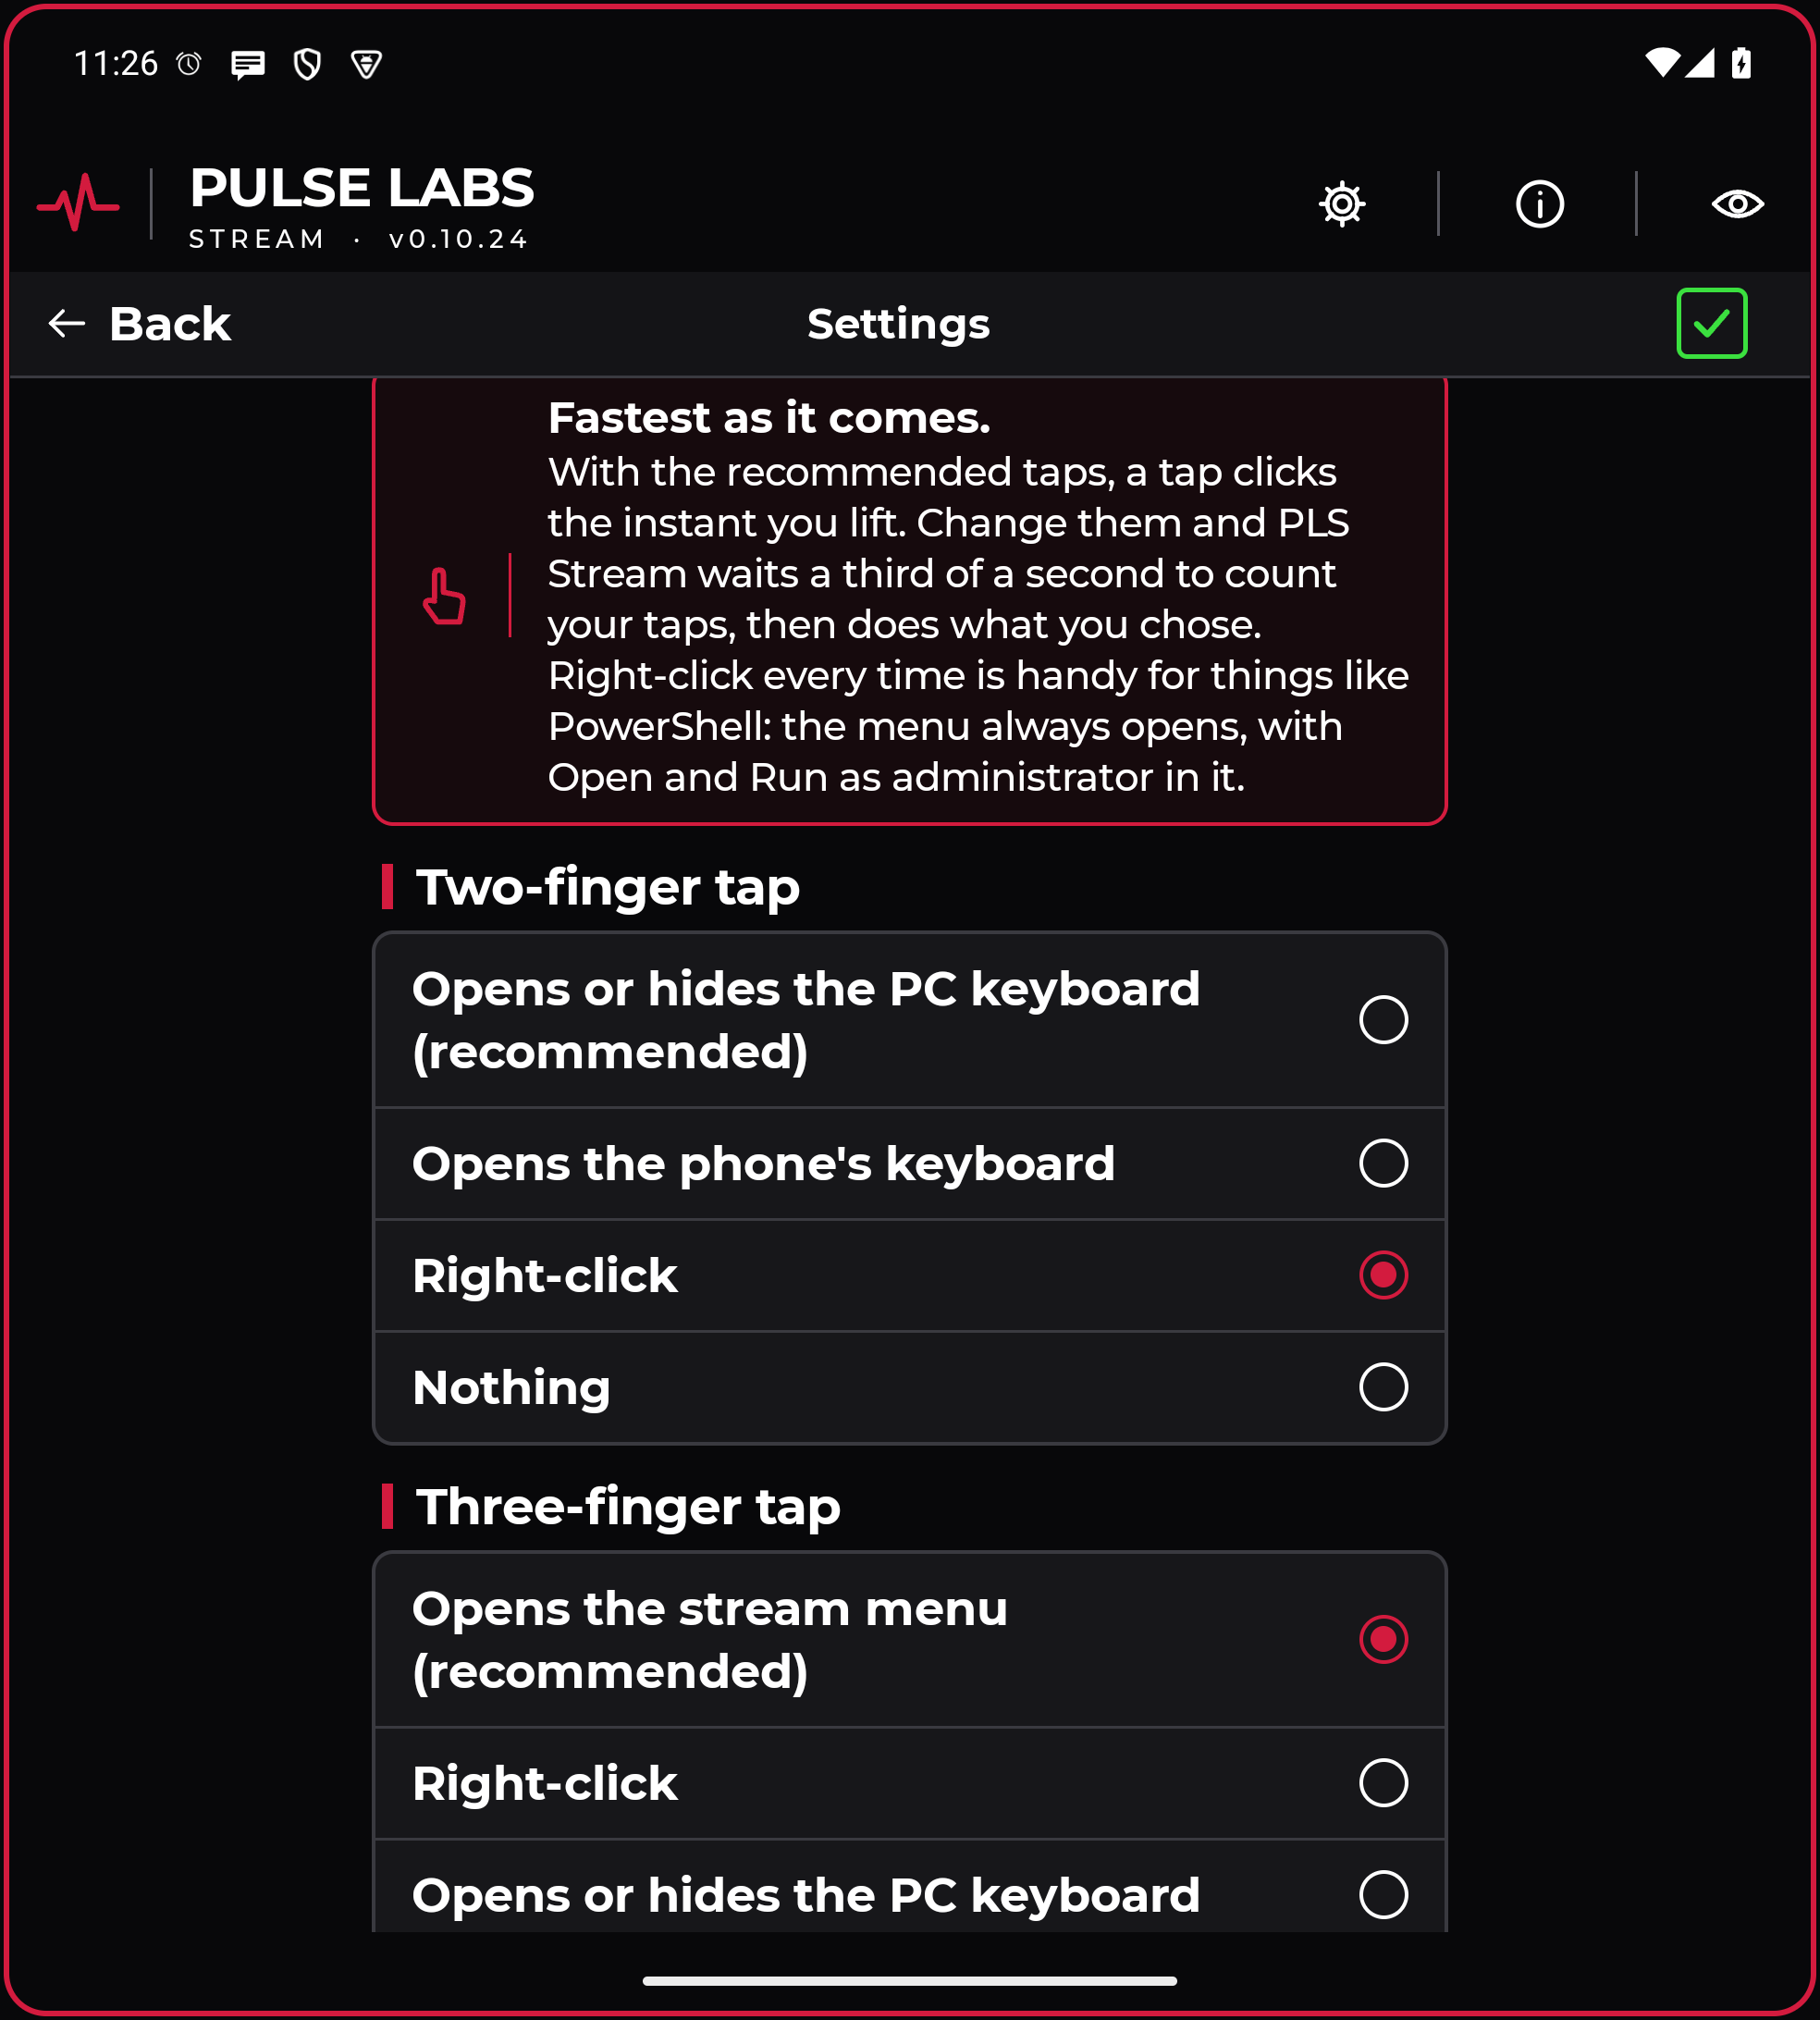 11:26
PULSE LABS
STREAM · v0.10.24
Back
Settings
Fastest as it comes.
With the recommended taps, a tap clicks
the instant you lift. Change them and PLS
Stream waits a third of a second to count
your taps, then does what you chose.
Right-click every time is handy for things like
PowerShell: the menu always opens, with
Open and Run as administrator in it.
Two-finger tap
Opens or hides the PC keyboard
(recommended)
Opens the phone's keyboard
Right-click
Nothing
Three-finger tap
Opens the stream menu
(recommended)
Right-click
Opens or hides the PC keyboard